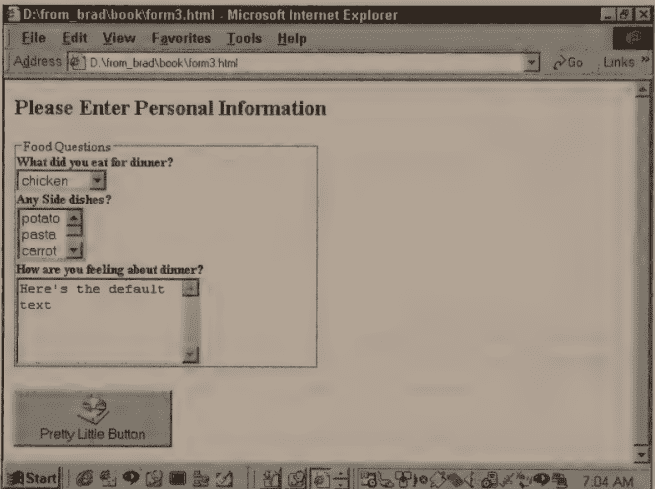 D:\from_brad\book\form3.html - Microsoft Internet Explorer
File Edit View Favorites Tools Help
Address D:\from_brad\book\form3.html Go Links »
Please Enter Personal Information
Food Questions
What did you eat for dinner?
chicken
Any Side dishes?
potato
pasta
carrot
How are you feeling about dinner?
Here's the default
text
Pretty Little Button
Start 7:04 AM